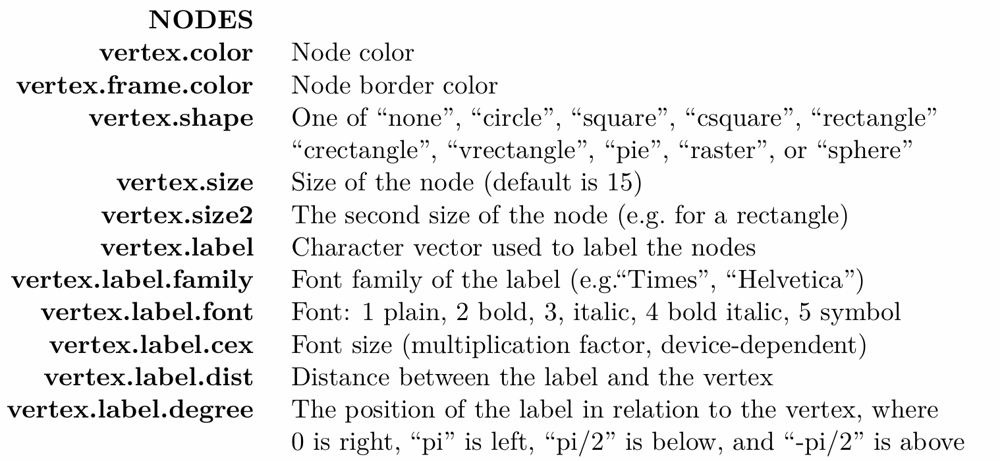 NODES
vertex.color Node color
vertex.frame.color Node border color
vertex.shape One of “none”, “circle”, “square”, “csquare”, “rectangle”
“crectangle”, “vrectangle”, “pie”, “raster”, or “sphere”
vertex.size Size of the node (default is 15)
vertex.size2 The second size of the node (e.g. for a rectangle)
vertex.label Character vector used to label the nodes
vertex.label.family Font family of the label (e.g.“Times”, “Helvetica”)
vertex.label.font Font: 1 plain, 2 bold, 3, italic, 4 bold italic, 5 symbol
vertex.label.cex Font size (multiplication factor, device-dependent)
vertex.label.dist Distance between the label and the vertex
vertex.label.degree The position of the label in relation to the vertex, where
0 is right, “pi” is left, “pi/2” is below, and “-pi/2” is above